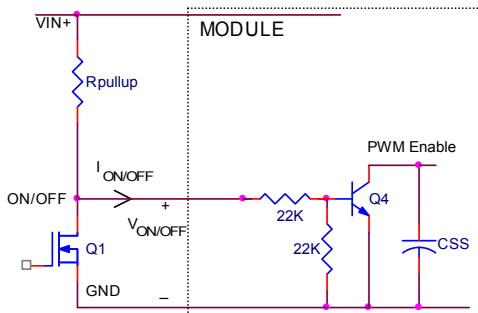 VIN+
MODULE
Rpullup
PWM Enable
I ON/OFF
ON/OFF
+
22K
Q4
V ON/OFF
Q1
22K
CSS
GND
–